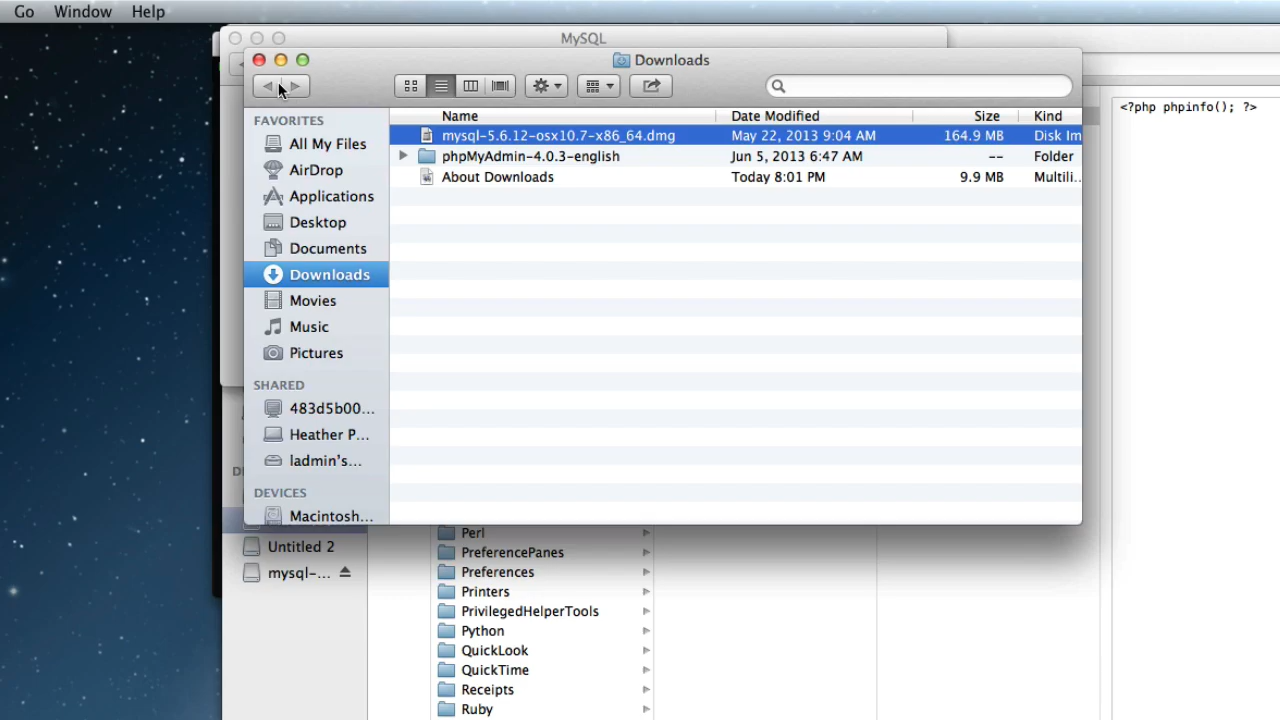 Go Window Help
MySQL
Downloads
FAVORITES
All My Files
AirDrop
Applications
Desktop
Documents
Downloads
Movies
Music
Pictures
SHARED
483d5b00...
Heather P...
ladmin's...
DEVICES
Macintosh...
Name Date Modified Size Kind
mysql-5.6.12-osx10.7-x86_64.dmg May 22, 2013 9:04 AM 164.9 MB Disk Im
phpMyAdmin-4.0.3-english Jun 5, 2013 6:47 AM -- Folder
About Downloads Today 8:01 PM 9.9 MB Multili...
<?php phpinfo(); ?>
Untitled 2
mysql-...
Perl
PreferencePanes
Preferences
Printers
PrivilegedHelperTools
Python
QuickLook
QuickTime
Receipts
Ruby